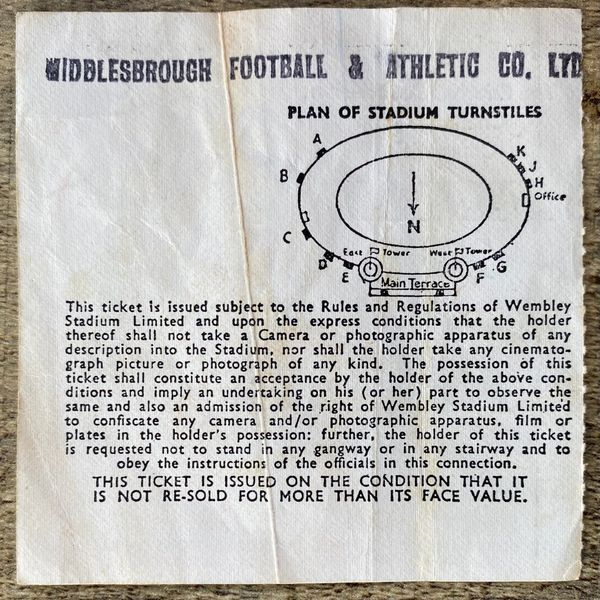 MIDDLESBROUGH FOOTBALL & ATHLETIC CO. LTD
PLAN OF STADIUM TURNSTILES
A
K
J
B
H
Office
N
C
East Tower
West Tower
D
E
F
G
Main Terrace
This ticket is issued subject to the Rules and Regulations of Wembley
Stadium Limited and upon the express conditions that the holder
thereof shall not take a Camera or photographic apparatus of any
description into the Stadium, nor shall the holder take any cinemato-
graph picture or photograph of any kind. The possession of this
ticket shall constitute an acceptance by the holder of the above con-
ditions and imply an undertaking on his (or her) part to observe the
same and also an admission of the right of Wembley Stadium Limited
to confiscate any camera and/or photographic apparatus, film or
plates in the holder's possession: further, the holder of this ticket
is requested not to stand in any gangway or in any stairway and to
obey the instructions of the officials in this connection.
THIS TICKET IS ISSUED ON THE CONDITION THAT IT
IS NOT RE-SOLD FOR MORE THAN ITS FACE VALUE.